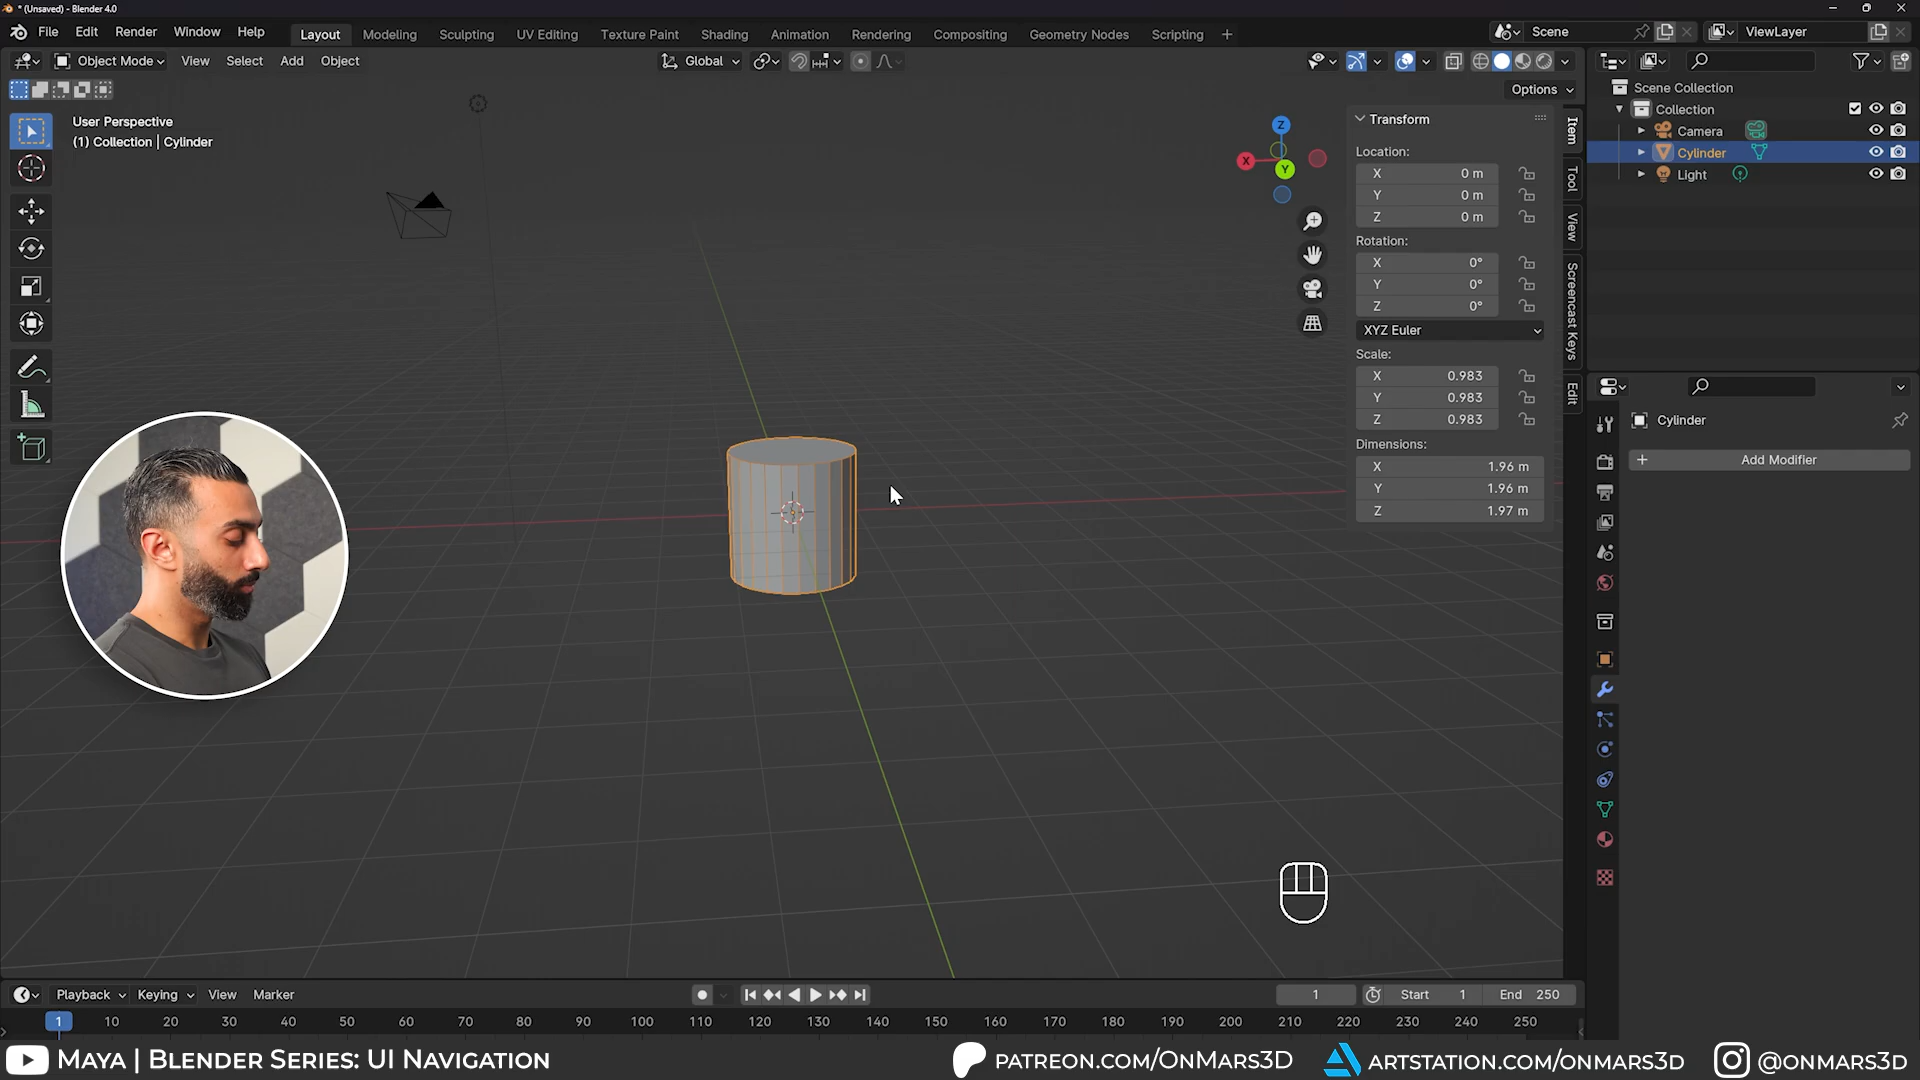 * (Unsaved) - Blender 4.0
File Edit Render Window Help Layout Modeling Sculpting UV Editing Texture Paint Shading Animation Rendering Compositing Geometry Nodes Scripting + Scene ViewLayer
Object Mode View Select Add Object Global
Options
User Perspective
(1) Collection | Cylinder
Z
X
Y
Transform
Location:
X 0 m
Y 0 m
Z 0 m
Rotation:
X 0°
Y 0°
Z 0°
XYZ Euler
Scale:
X 0.983
Y 0.983
Z 0.983
Dimensions:
X 1.96 m
Y 1.96 m
Z 1.97 m
Item
Tool
View
Screencast Keys
Edit
Scene Collection
Collection
Camera
Cylinder
Light
Cylinder
+ Add Modifier
Playback Keying View Marker 1 Start 1 End 250
1 10 20 30 40 50 60 70 80 90 100 110 120 130 140 150 160 170 180 190 200 210 220 230 240 250
Maya | Blender Series: UI Navigation
patreon.com/OnMars3D
artstation.com/onmars3d
@onmars3d